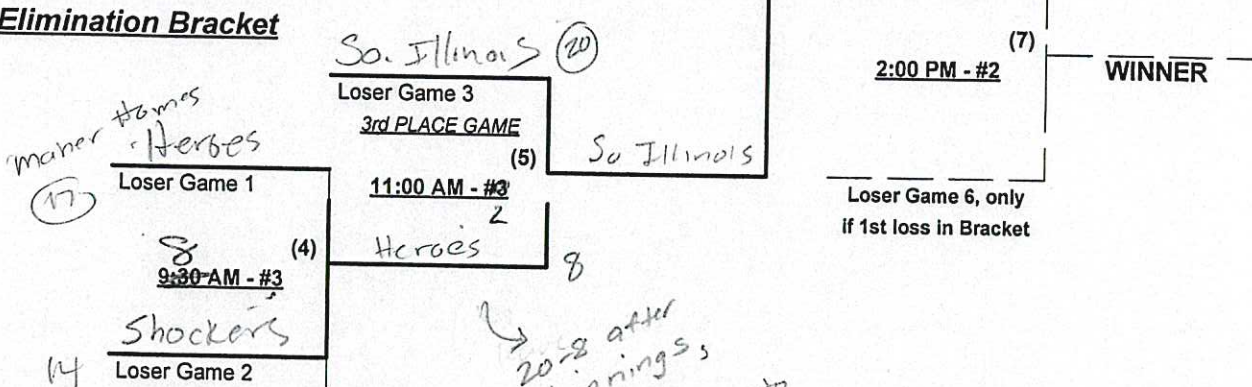 Elimination Bracket
So. Illinois 20
Loser Game 3
3rd PLACE GAME
(5)
11:00 AM - #3
2
Homes
Heroes
17
Loser Game 1
8
(4)
9:30 AM - #3
Shockers
14
Loser Game 2
Heroes
8
20-8 after
So Illinois
(7)
2:00 PM - #2
WINNER
Loser Game 6, only
if 1st loss in Bracket